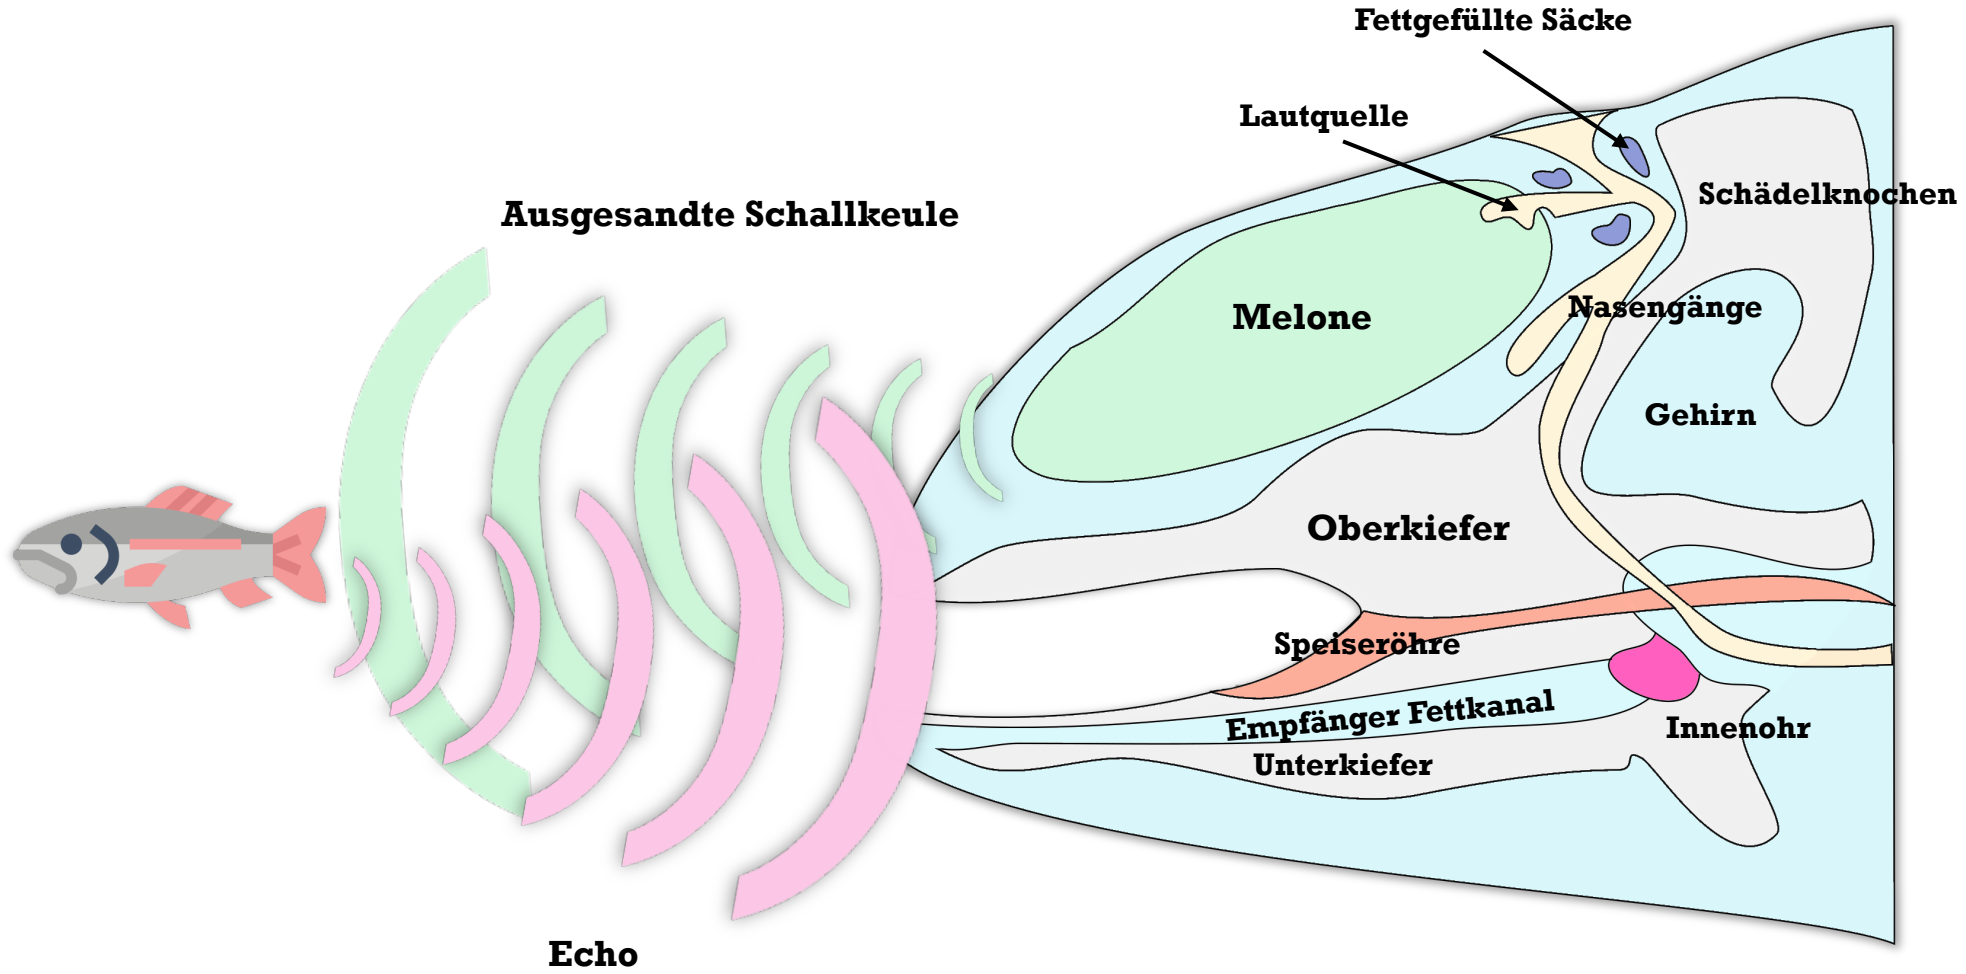 Fettgefüllte Säcke
Lautquelle
Schädelknochen
Ausgesandte Schallkeule
Nasengänge
Melone
Gehirn
Oberkiefer
Speiseröhre
Empfänger Fettkanal
Innenohr
Unterkiefer
Echo